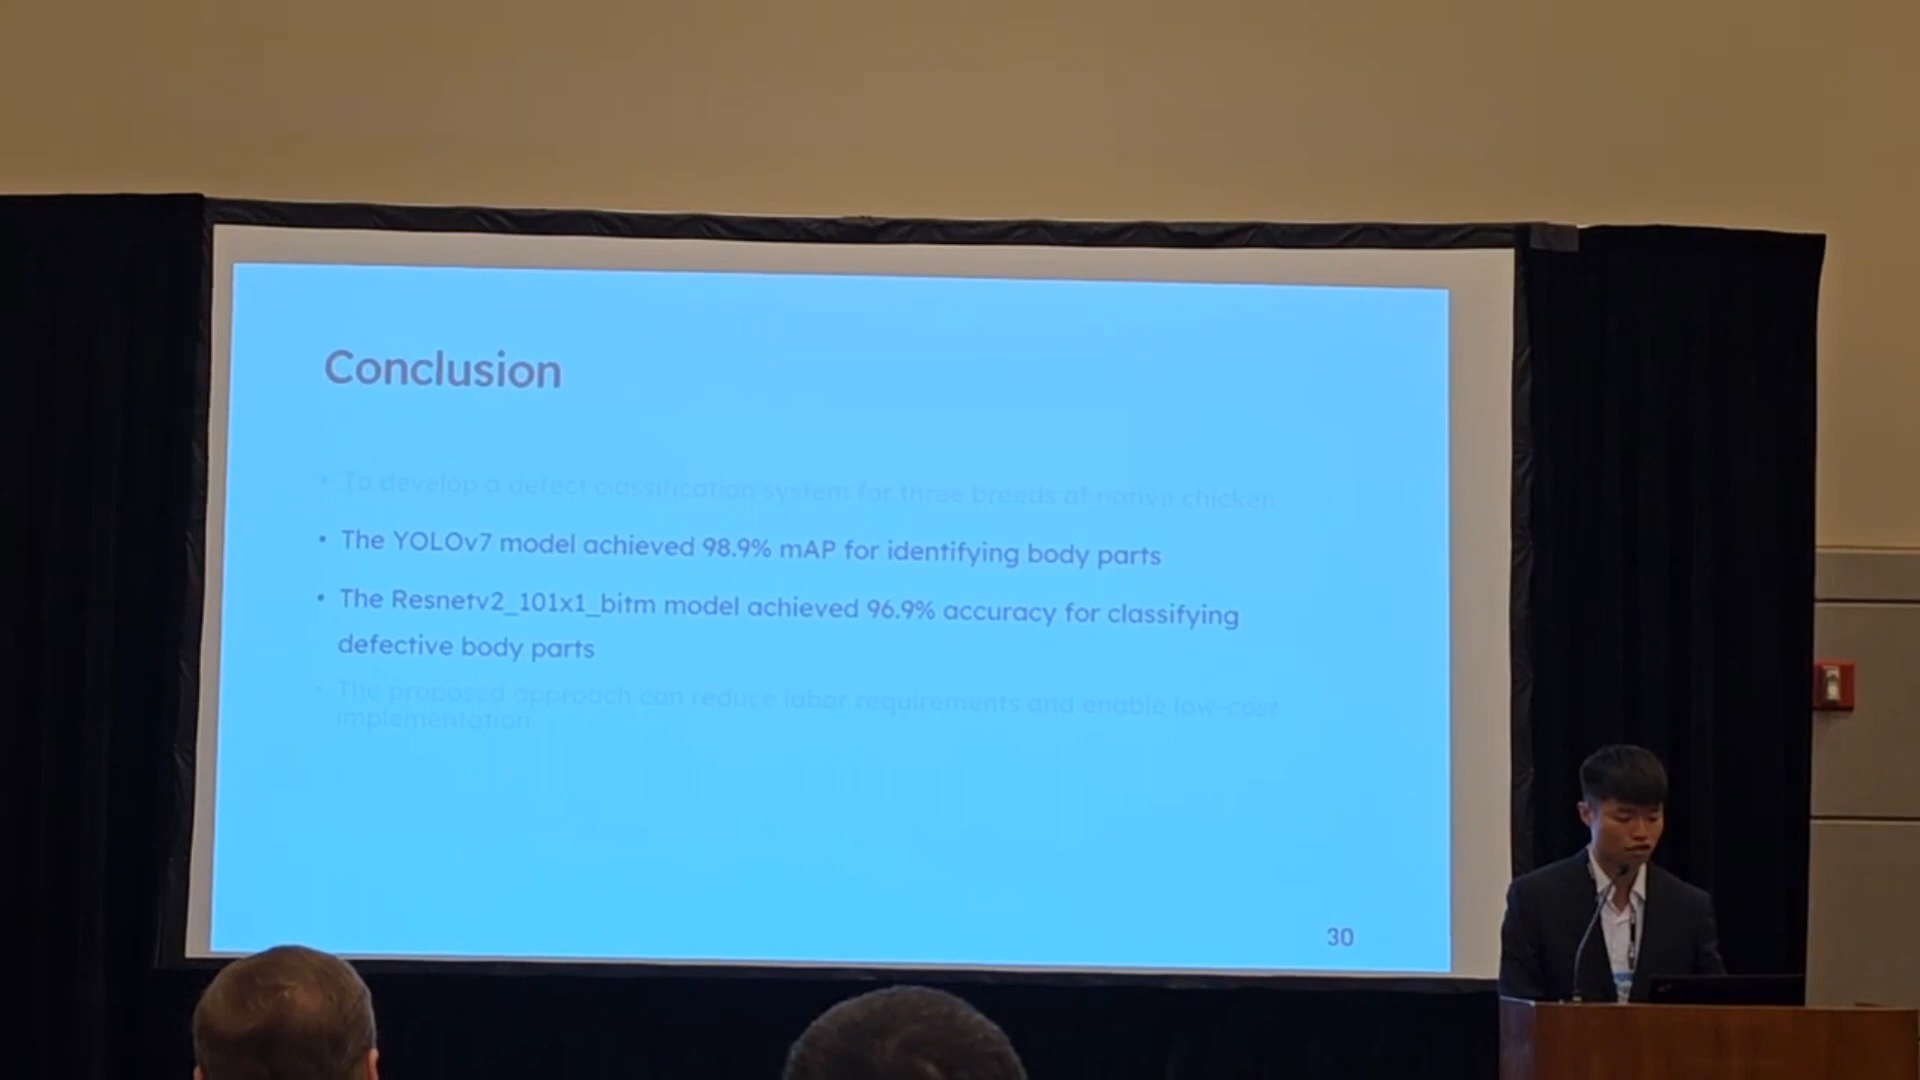 Conclusion
• To develop a defect classification system for three breeds of native chicken
• The YOLOv7 model achieved 98.9% mAP for identifying body parts
• The Resnetv2_101x1_bitm model achieved 96.9% accuracy for classifying
defective body parts
• The proposed approach can reduce labor requirements and enable low-cost
implementation
30